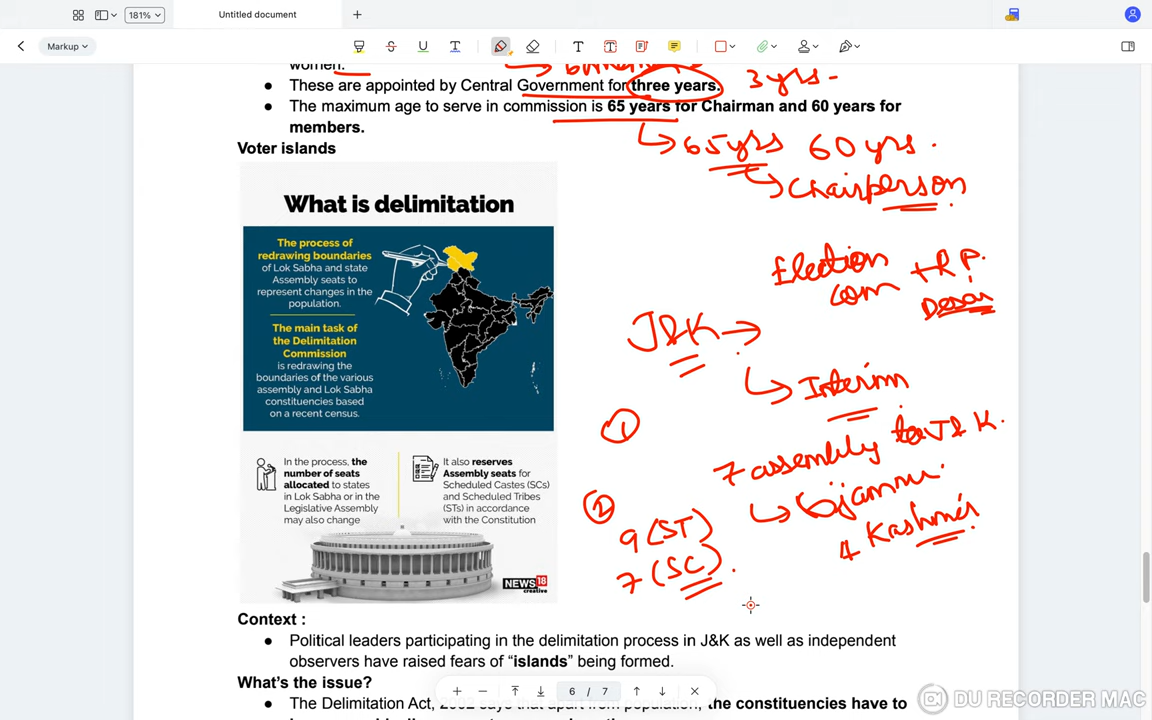 181%
Untitled document
Markup
women.
3 yrs-
These are appointed by Central Government for three years.
The maximum age to serve in commission is 65 years for Chairman and 60 years for
members.
65yrs 60 yrs.
Chairperson
Voter islands
What is delimitation
The process of
redrawing boundaries
of Lok Sabha and state
Assembly seats to
represent changes in the
population.
The main task of
the Delimitation
Commission
is redrawing the
boundaries of the various
assembly and Lok Sabha
constituencies based
on a recent census.
In the process, the
number of seats
allocated to states
in Lok Sabha or in the
Legislative Assembly
may also change
It also reserves
Assembly seats for
Scheduled Castes (SCs)
and Scheduled Tribes
(STs) in accordance
with the Constitution
NEWS 18
creative
Election + R P.
com
J&K →
Interim
1
7 assembly to J & K.
6 jammu
4 Kashmir
2
9 (ST)
7 (SC).
Context :
Political leaders participating in the delimitation process in J&K as well as independent
observers have raised fears of “islands” being formed.
What's the issue?
The Delimitation Act, 2002 says that apart from population, the constituencies have to
6 / 7
DU RECORDER MAC